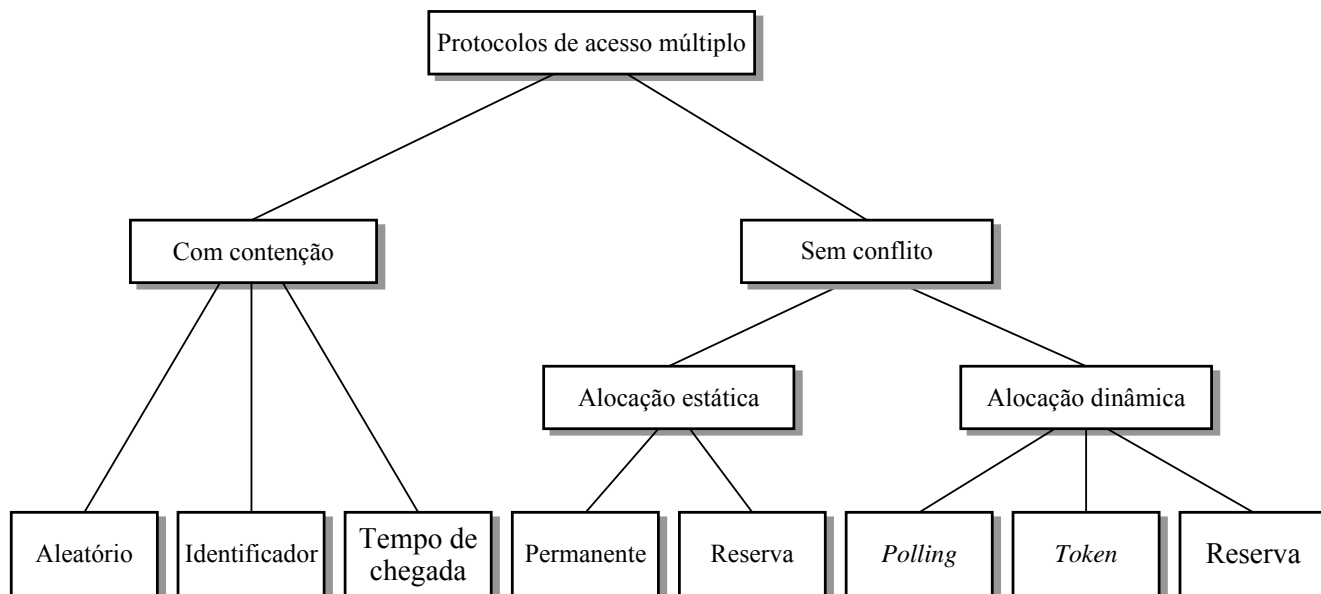 Protocolos de acesso múltiplo
Com contenção
Sem conflito
Alocação estática
Alocação dinâmica
Aleatório
Identificador
Tempo de
chegada
Permanente
Reserva
Polling
Token
Reserva